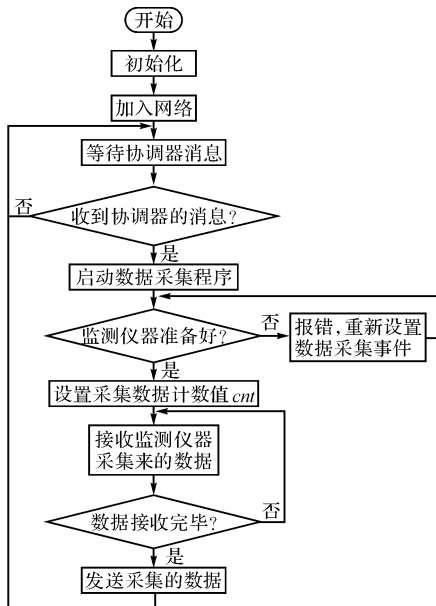 开始
初始化
加入网络
等待协调器消息
否
收到协调器的消息？
是
启动数据采集程序
监测仪器准备好？
否
报错，重新设置
数据采集事件
是
设置采集数据计数值cnt
接收监测仪器
采集来的数据
数据接收完毕？
否
是
发送采集的数据